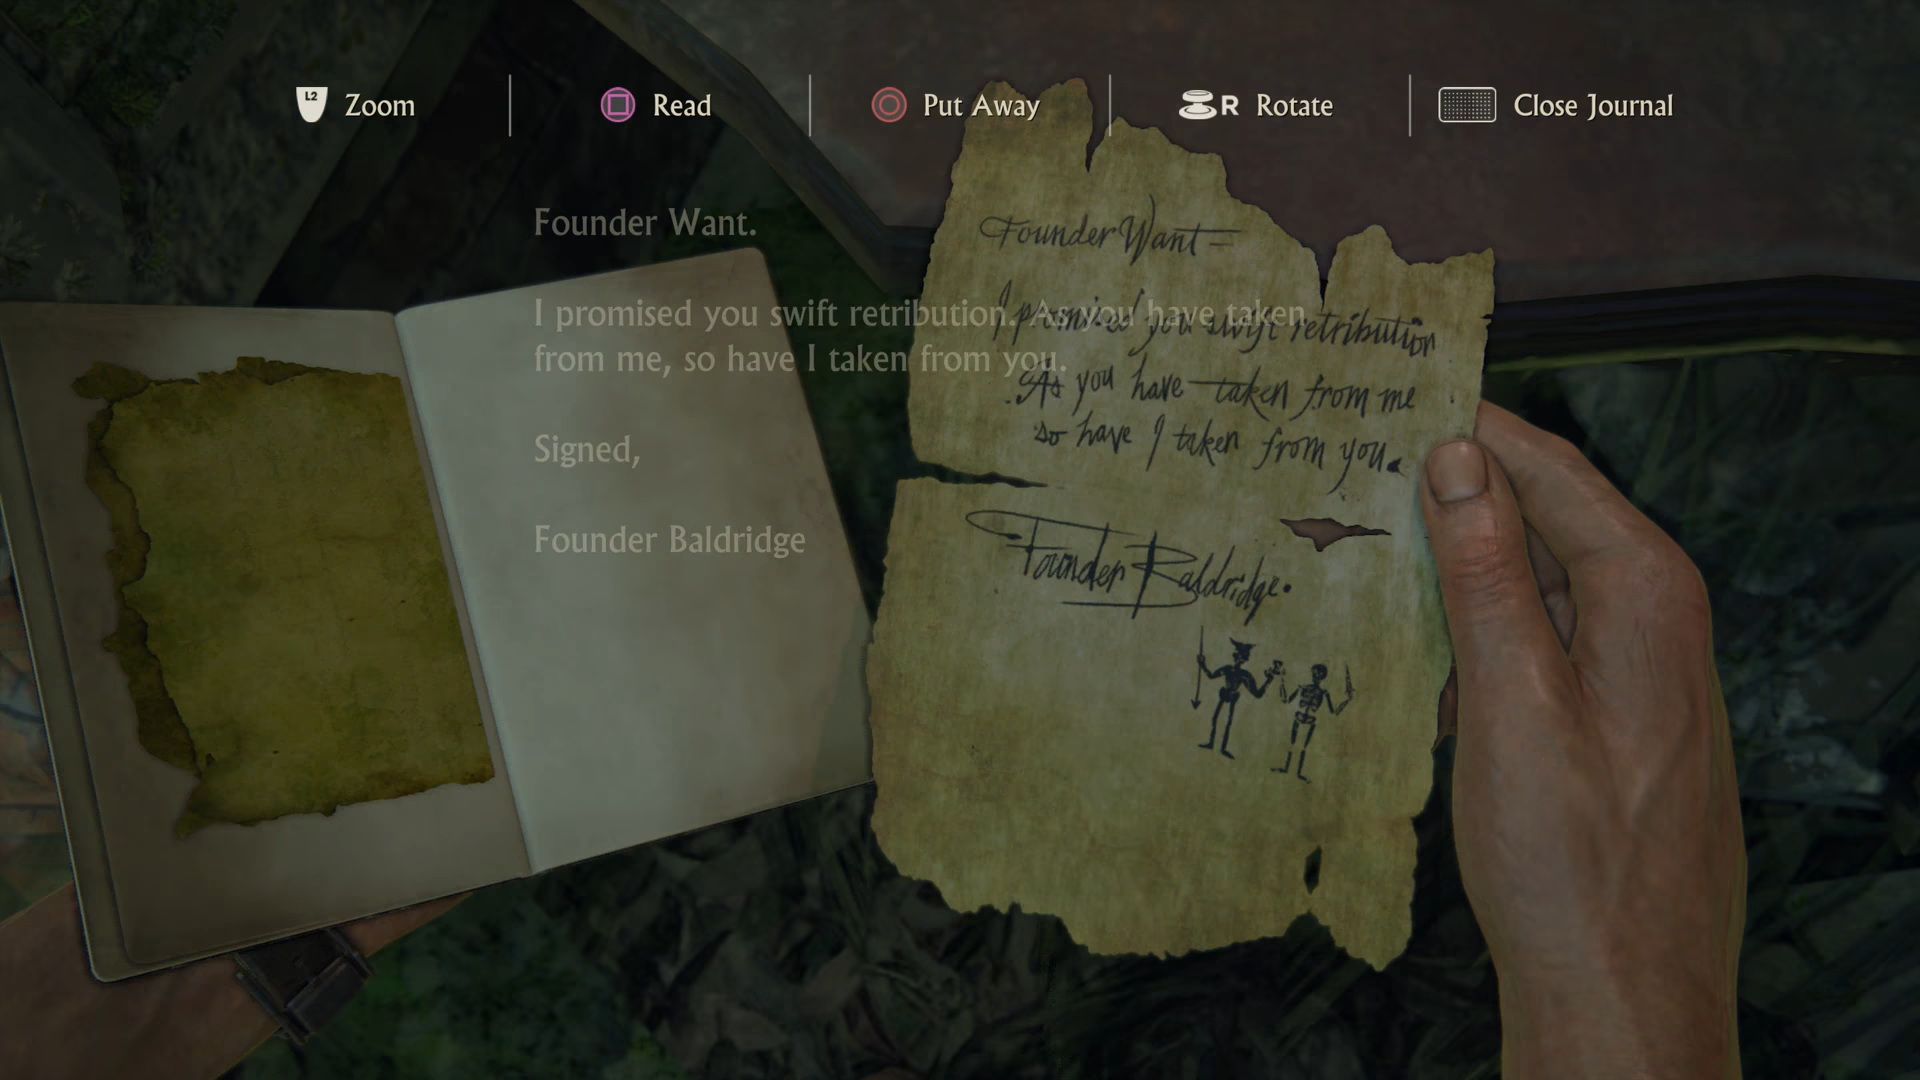 L2 Zoom
Read
Put Away
R Rotate
Close Journal
Founder Want.
I promised you swift retribution. As you have taken
from me, so have I taken from you.
Signed,
Founder Baldridge
Founder Want
I promised you swift retribution
As you have taken from me
so have I taken from you.
Founder Baldridge.